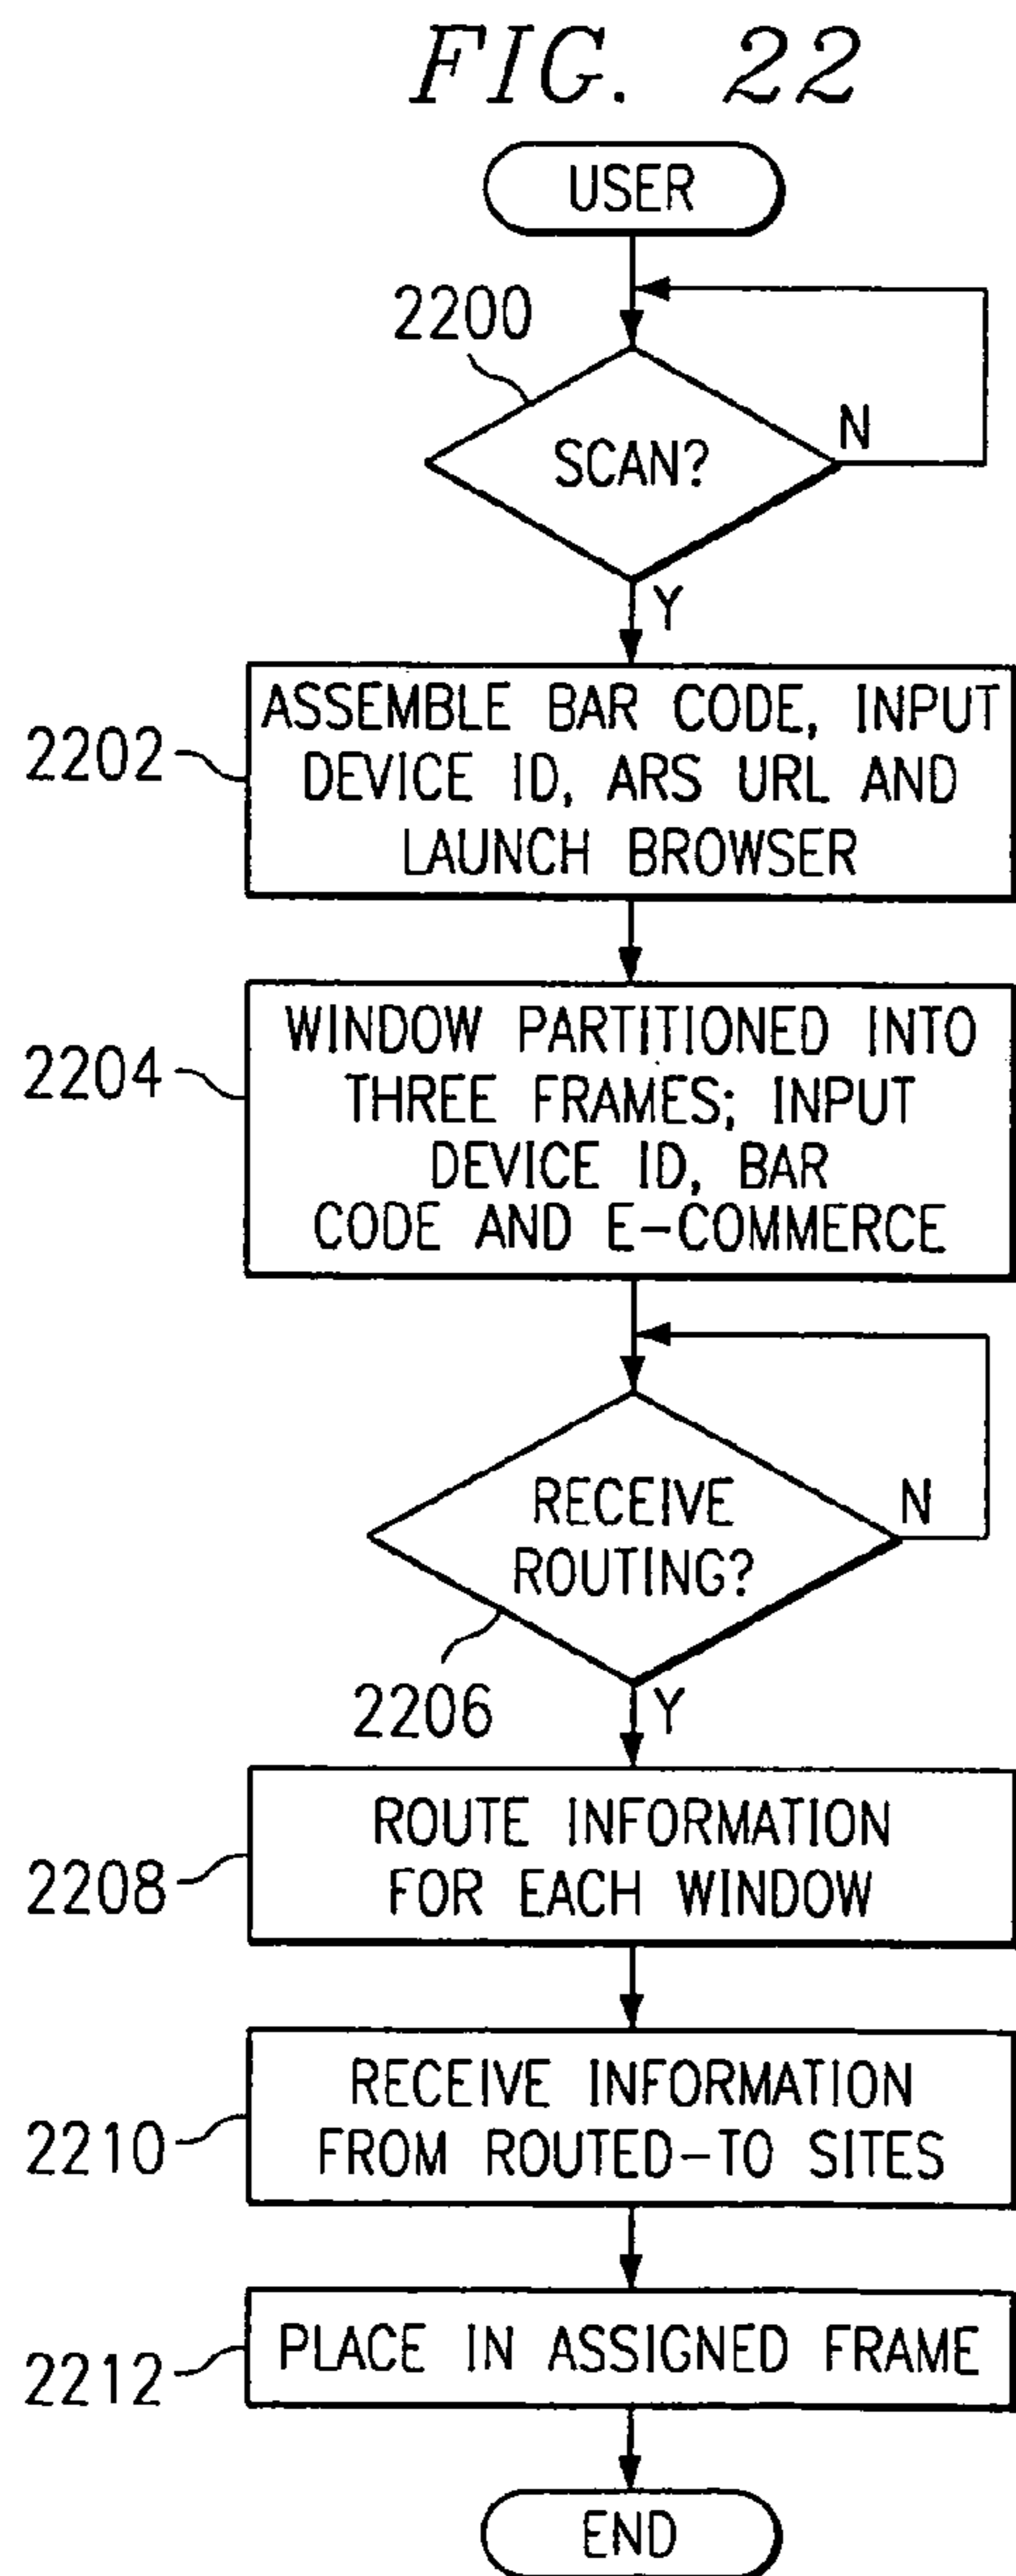 FIG. 22
USER
2200
SCAN?
N
Y
2202
ASSEMBLE BAR CODE, INPUT
DEVICE ID, ARS URL AND
LAUNCH BROWSER
2204
WINDOW PARTITIONED INTO
THREE FRAMES; INPUT
DEVICE ID, BAR
CODE AND E-COMMERCE
RECEIVE
ROUTING?
N
2206
Y
2208
ROUTE INFORMATION
FOR EACH WINDOW
2210
RECEIVE INFORMATION
FROM ROUTED-TO SITES
2212
PLACE IN ASSIGNED FRAME
END